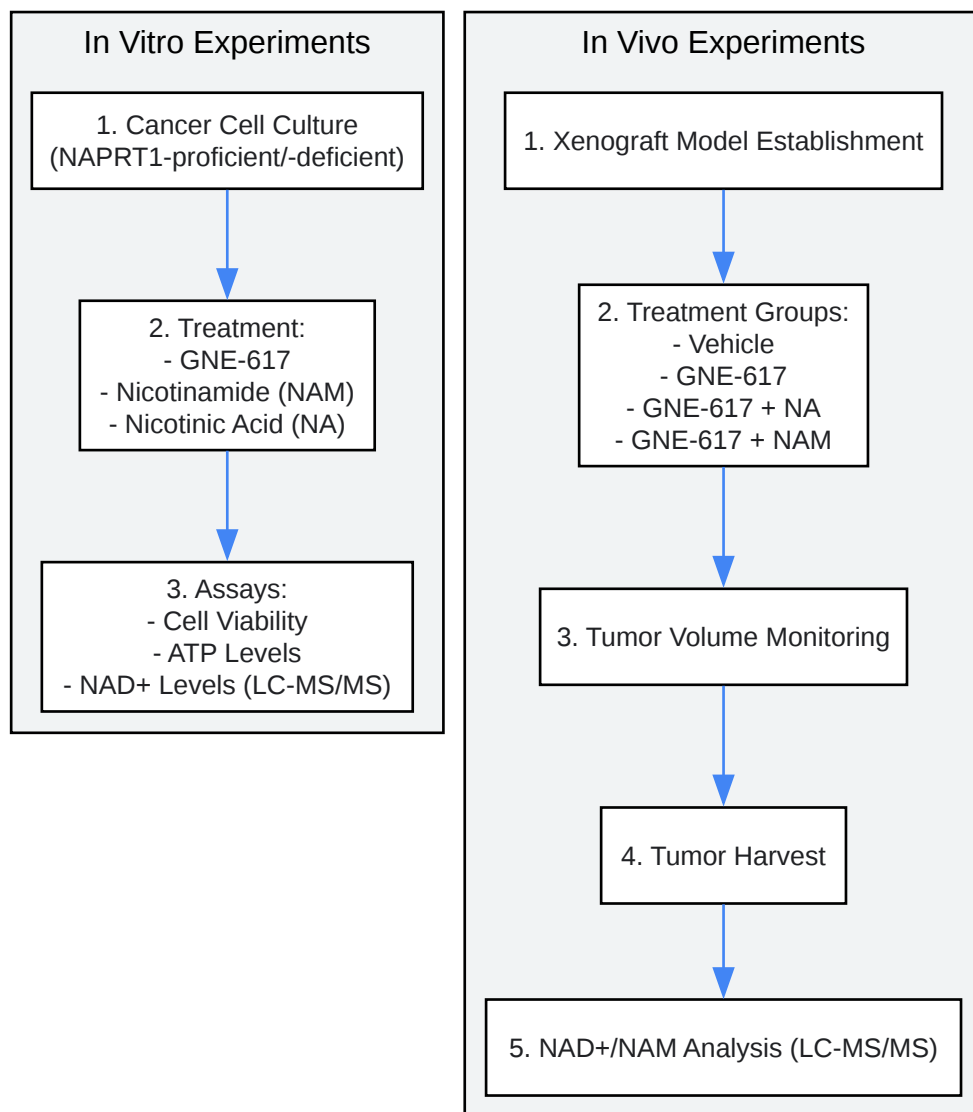 In Vitro Experiments
1. Cancer Cell Culture
(NAPRT1-proficient/-deficient)
2. Treatment:
- GNE-617
- Nicotinamide (NAM)
- Nicotinic Acid (NA)
3. Assays:
- Cell Viability
- ATP Levels
- NAD+ Levels (LC-MS/MS)
In Vivo Experiments
1. Xenograft Model Establishment
2. Treatment Groups:
- Vehicle
- GNE-617
- GNE-617 + NA
- GNE-617 + NAM
3. Tumor Volume Monitoring
4. Tumor Harvest
5. NAD+/NAM Analysis (LC-MS/MS)